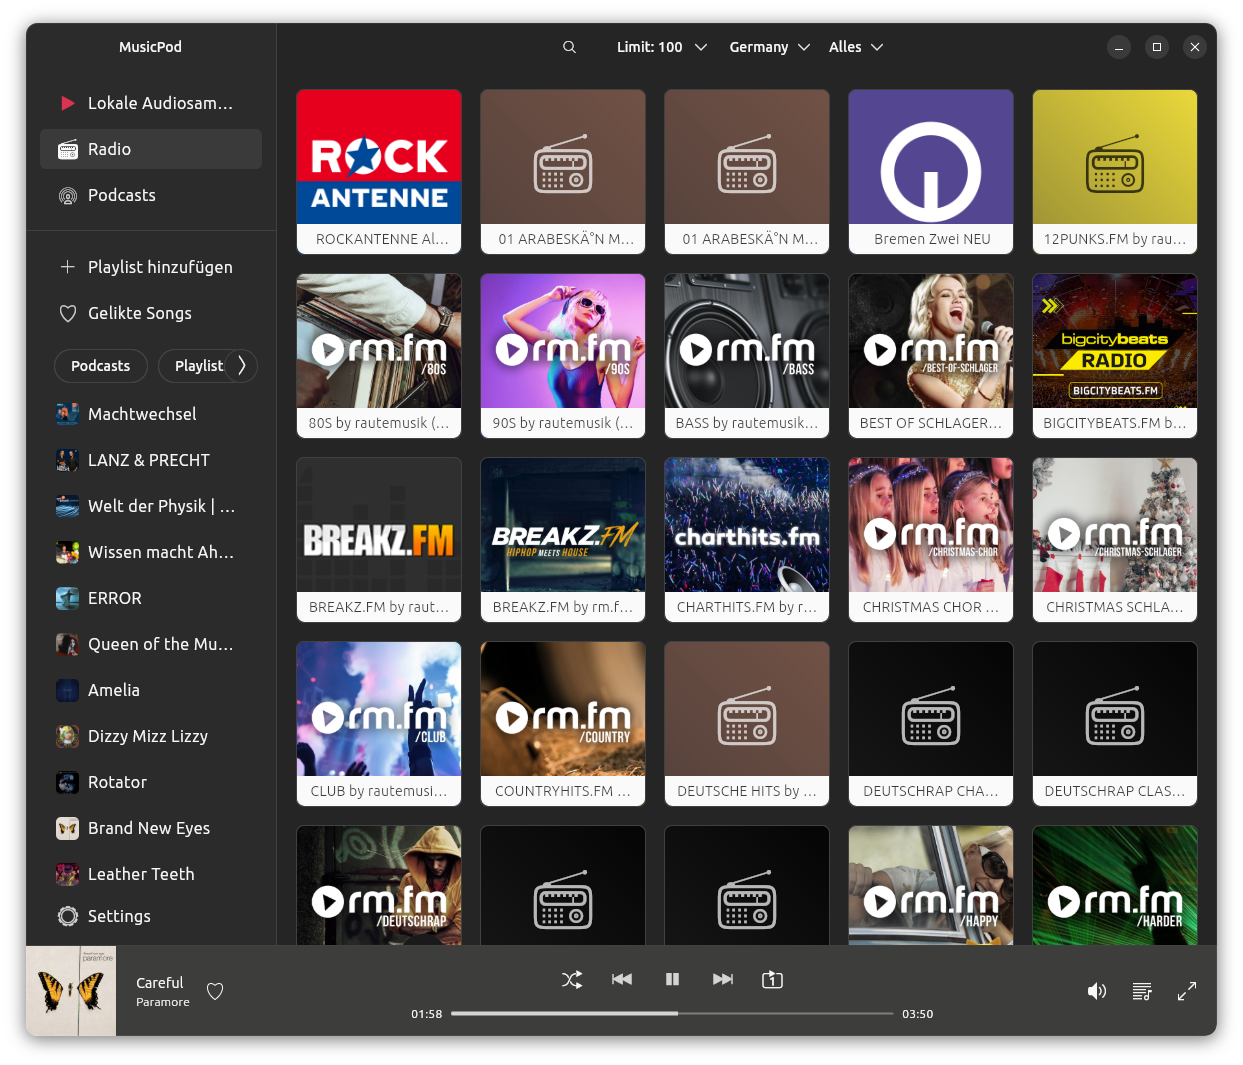 MusicPod
Limit: 100
Germany
Alles
Lokale Audiosam...
Radio
Podcasts
Playlist hinzufügen
Gelikte Songs
Podcasts
Playlist
Machtwechsel
LANZ & PRECHT
Welt der Physik | ...
Wissen macht Ah...
ERROR
Queen of the Mu...
Amelia
Dizzy Mizz Lizzy
Rotator
Brand New Eyes
Leather Teeth
Settings
ROCK
ANTENNE
ROCKANTENNE Al...
01 ARABESKÄ°N M...
01 ARABESKÄ°N M...
Bremen Zwei NEU
12PUNKS.FM by rau...
rm.fm
/80S
80S by rautemusik (...
rm.fm
/90S
90S by rautemusik (...
rm.fm
/BASS
BASS by rautemusik...
rm.fm
/BEST-OF-SCHLAGER
BEST OF SCHLAGER...
bigcitybeats
RADIO
BIGCITYBEATS.FM
BIGCITYBEATS.FM b...
BREAKZ.FM
BREAKZ.FM by raut...
BREAKZ.FM
HIPHOP MEETS HOUSE
BREAKZ.FM by rm.f...
charthits.fm
CHARTHITS.FM by r...
rm.fm
/CHRISTMAS-CHOR
CHRISTMAS CHOR ...
rm.fm
/CHRISTMAS-SCHLAGER
CHRISTMAS SCHLA...
rm.fm
/CLUB
CLUB by rautemusi...
rm.fm
/COUNTRY
COUNTRYHITS.FM ...
DEUTSCHE HITS by ...
DEUTSCHRAP CHA...
DEUTSCHRAP CLAS...
rm.fm
/DEUTSCHRAP
rm.fm
/HAPPY
rm.fm
/HARDER
paramore
Careful
Paramore
1
01:58
03:50